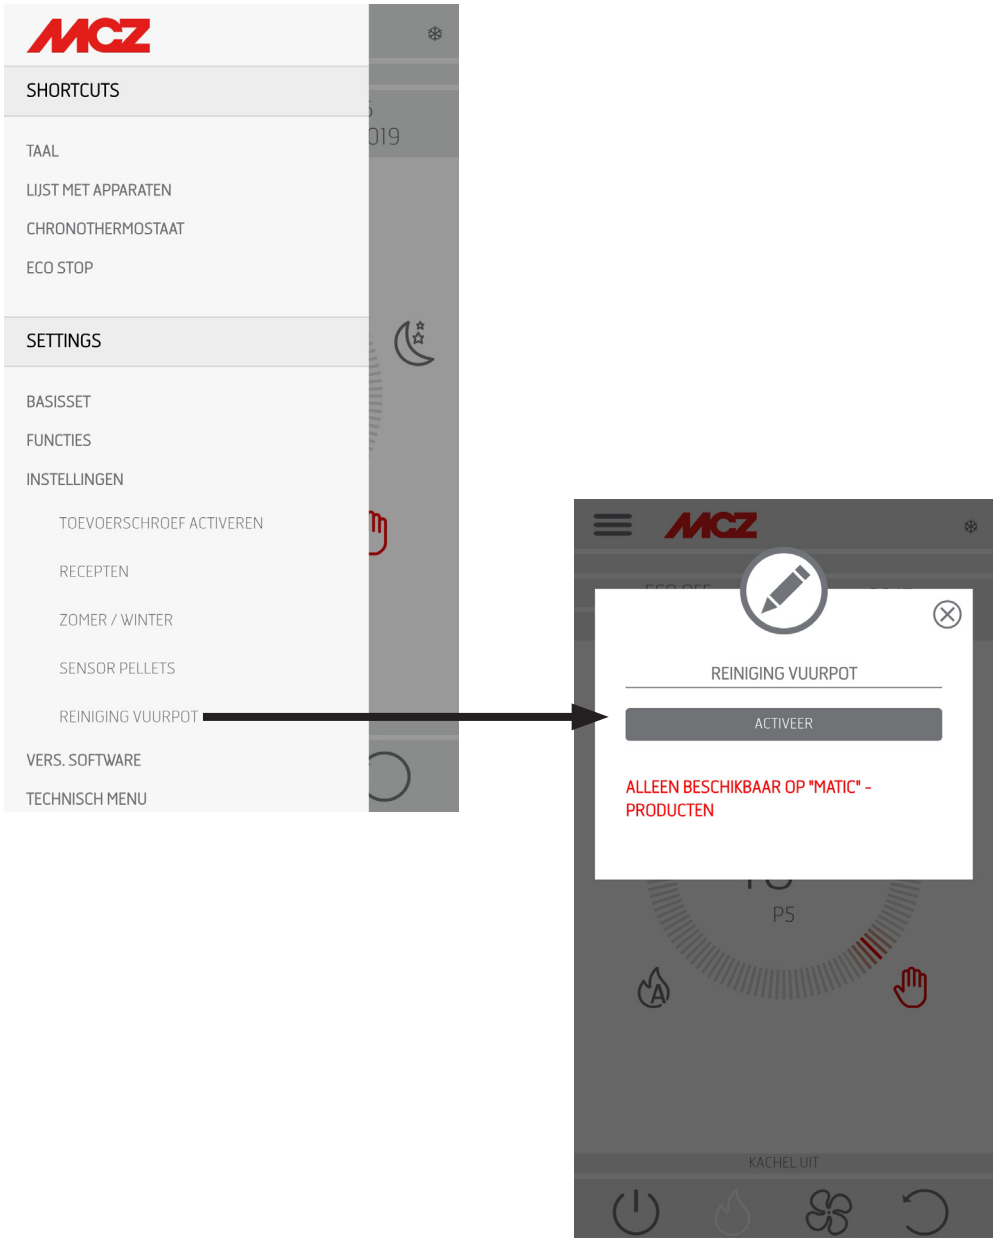 MCZ
SHORTCUTS
019
TAAL
LIJST MET APPARATEN
CHRONOTHERMOSTAAT
ECO STOP
SETTINGS
BASISSET
FUNCTIES
INSTELLINGEN
TOEVOERSCHROEF ACTIVEREN
RECEPTEN
ZOMER / WINTER
SENSOR PELLETS
REINIGING VUURPOT
VERS. SOFTWARE
TECHNISCH MENU
MCZ
REINIGING VUURPOT
ACTIVEER
ALLEEN BESCHIKBAAR OP "MATIC" -
PRODUCTEN
P5
A
KACHEL UIT